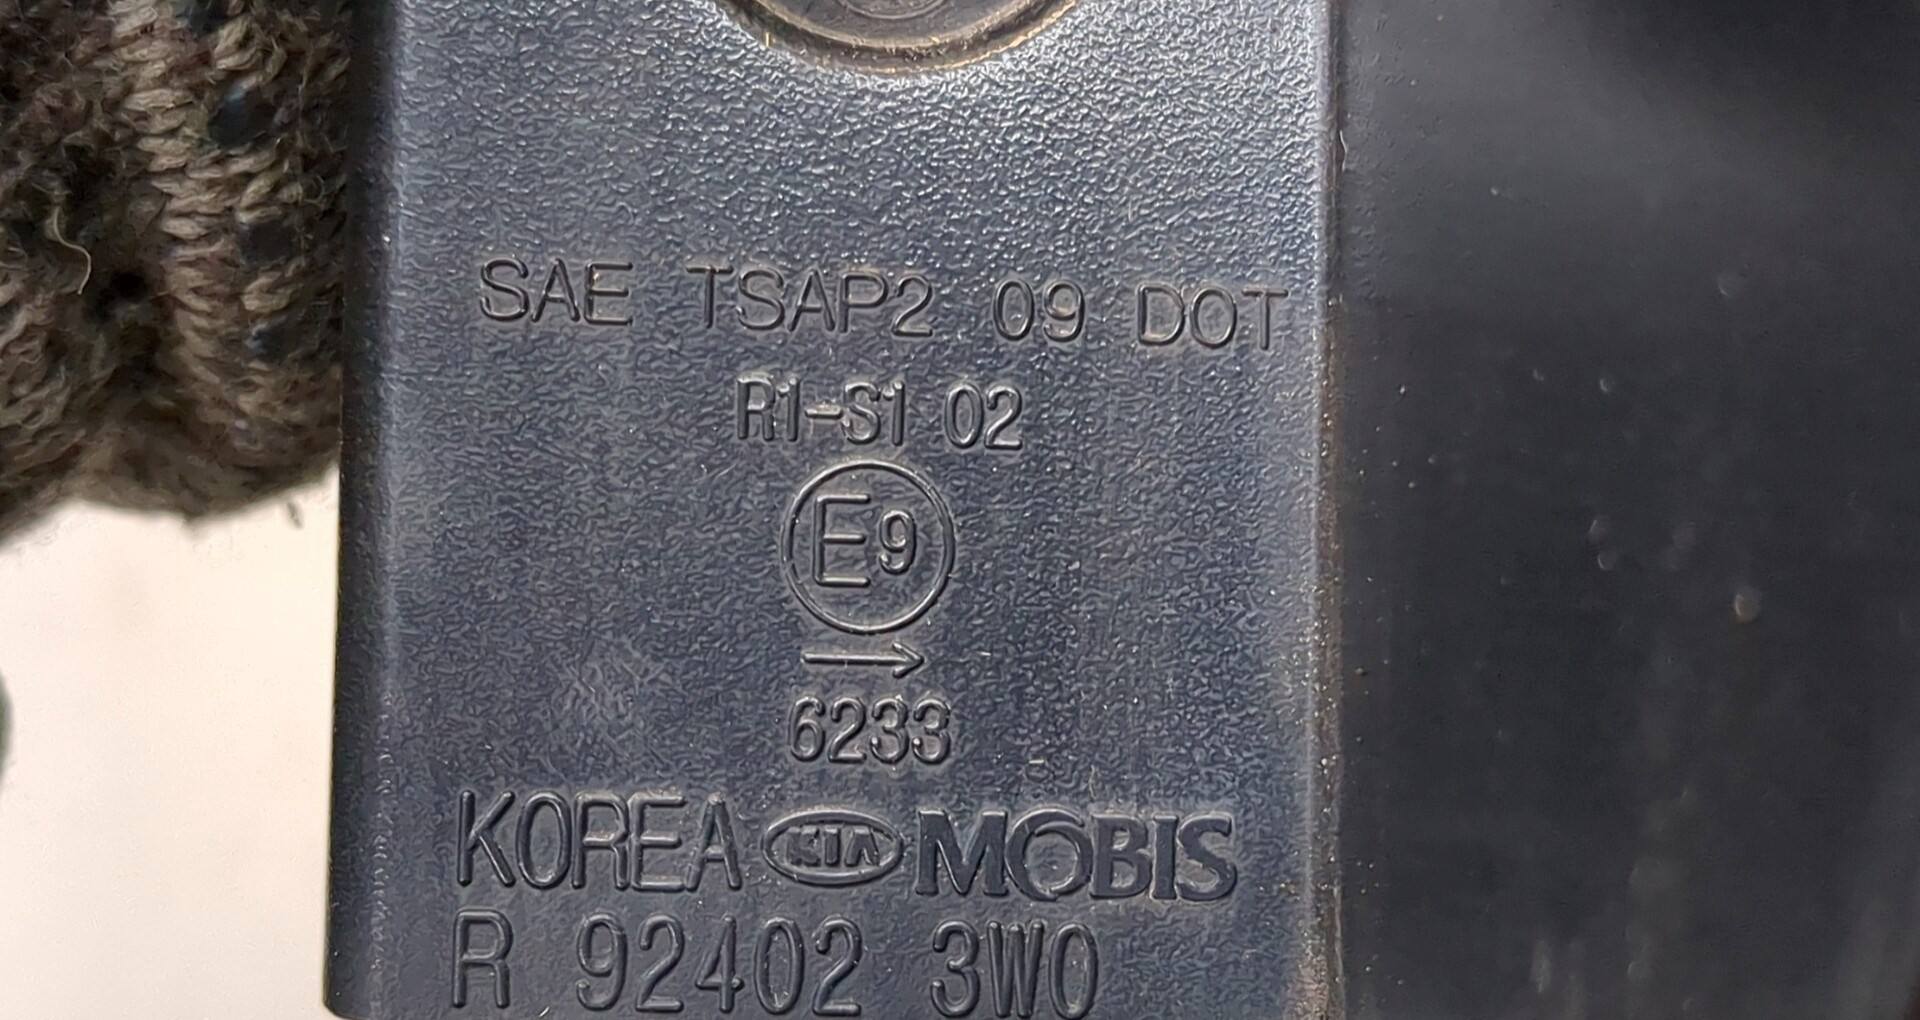 SAE TSAP2 09 DOT
R1-S1 02
E9
→
6233
KOREA KIA MOBIS
R 92402 3W0